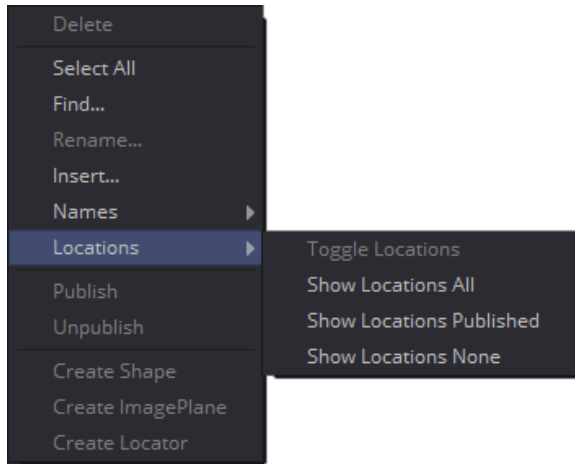 Delete
Select All
Find...
Rename...
Insert...
Names
Locations
Toggle Locations
Show Locations All
Show Locations Published
Show Locations None
Publish
Unpublish
Create Shape
Create ImagePlane
Create Locator